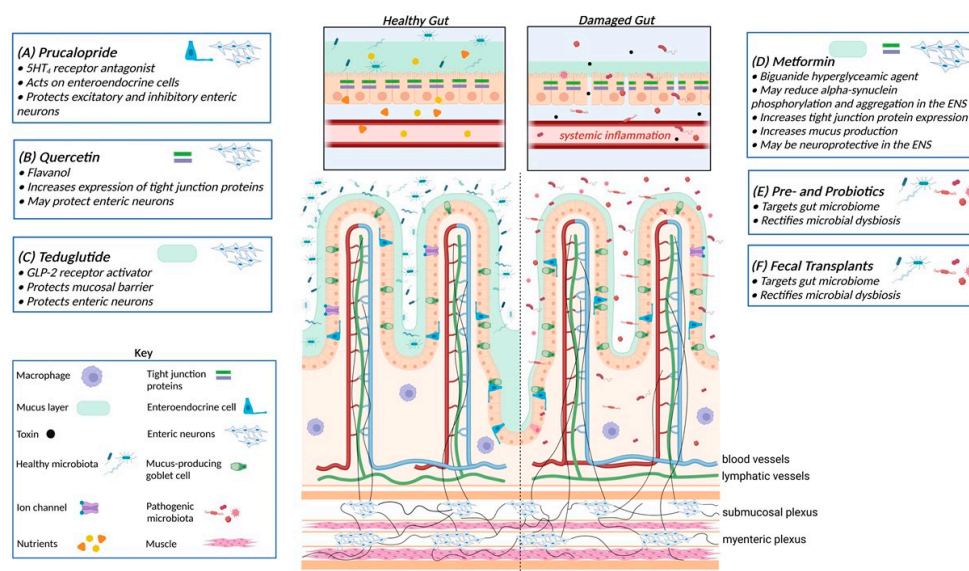 Healthy Gut
Damaged Gut
(A) Prucalopride
• 5HT₄ receptor antagonist
• Acts on enteroendocrine cells
• Protects excitatory and inhibitory enteric
neurons
(B) Quercetin
• Flavanol
• Increases expression of tight junction proteins
• May protect enteric neurons
(C) Teduglutide
• GLP-2 receptor activator
• Protects mucosal barrier
• Protects enteric neurons
systemic inflammation
(D) Metformin
• Biguanide hyperglyceamic agent
• May reduce alpha-synuclein
phosphorylation and aggregation in the ENS
• Increases tight junction protein expression
• Increases mucus production
• May be neuroprotective in the ENS
(E) Pre- and Probiotics
• Targets gut microbiome
• Rectifies microbial dysbiosis
(F) Fecal Transplants
• Targets gut microbiome
• Rectifies microbial dysbiosis
Key
Macrophage
Tight junction
proteins
Mucus layer
Enteroendocrine cell
Toxin
Enteric neurons
Healthy microbiota
Mucus-producing
goblet cell
Ion channel
Pathogenic
microbiota
Nutrients
Muscle
blood vessels
lymphatic vessels
submucosal plexus
myenteric plexus